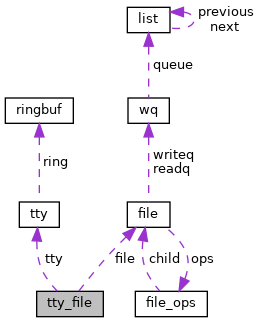 list
previous
next
queue
ringbuf
wq
ring
writeq
readq
tty
file
tty
file
child
ops
tty_file
file_ops